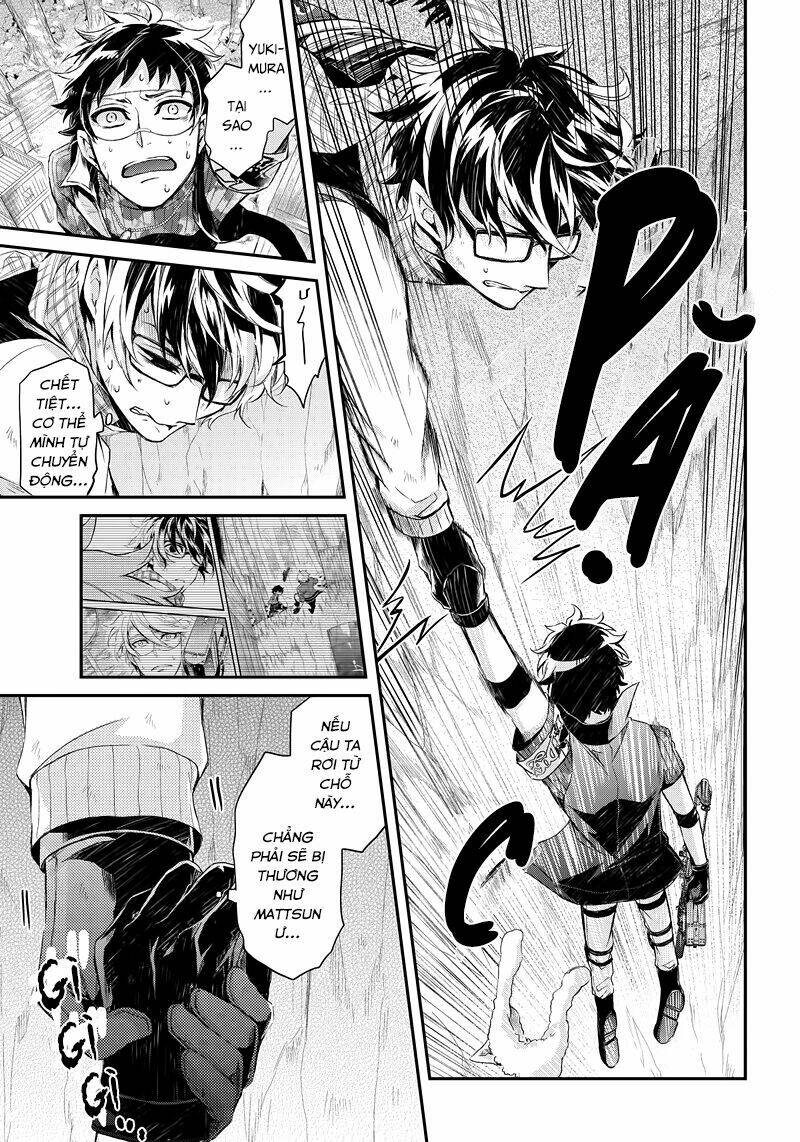 PẶC
YUKI-
MURA
...
TẠI
SAO...
Ư
CHẾT
TIỆT...
CƠ THỂ
MÌNH TỰ
CHUYỂN
ĐỘNG...
NẾU
CẬU TA
RƠI TỪ
CHỖ
NÀY...
CHẲNG
PHẢI SẼ BỊ
THƯƠNG
NHƯ
MATTSUN
Ư...
GÌ
GÌ
GÌ...